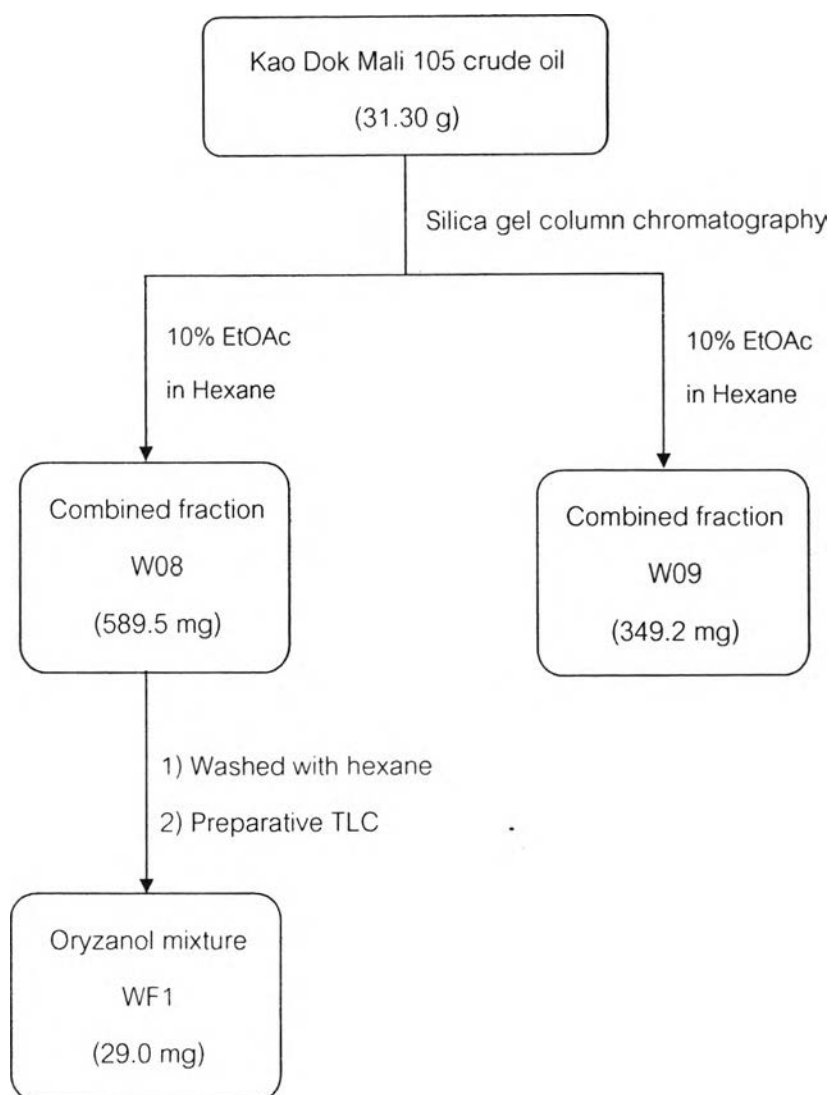 Kao Dok Mali 105 crude oil
(31.30 g)
Silica gel column chromatography
10% EtOAc
in Hexane
10% EtOAc
in Hexane
Combined fraction
W08
(589.5 mg)
Combined fraction
W09
(349.2 mg)
1) Washed with hexane
2) Preparative TLC
Oryzanol mixture
WF1
(29.0 mg)